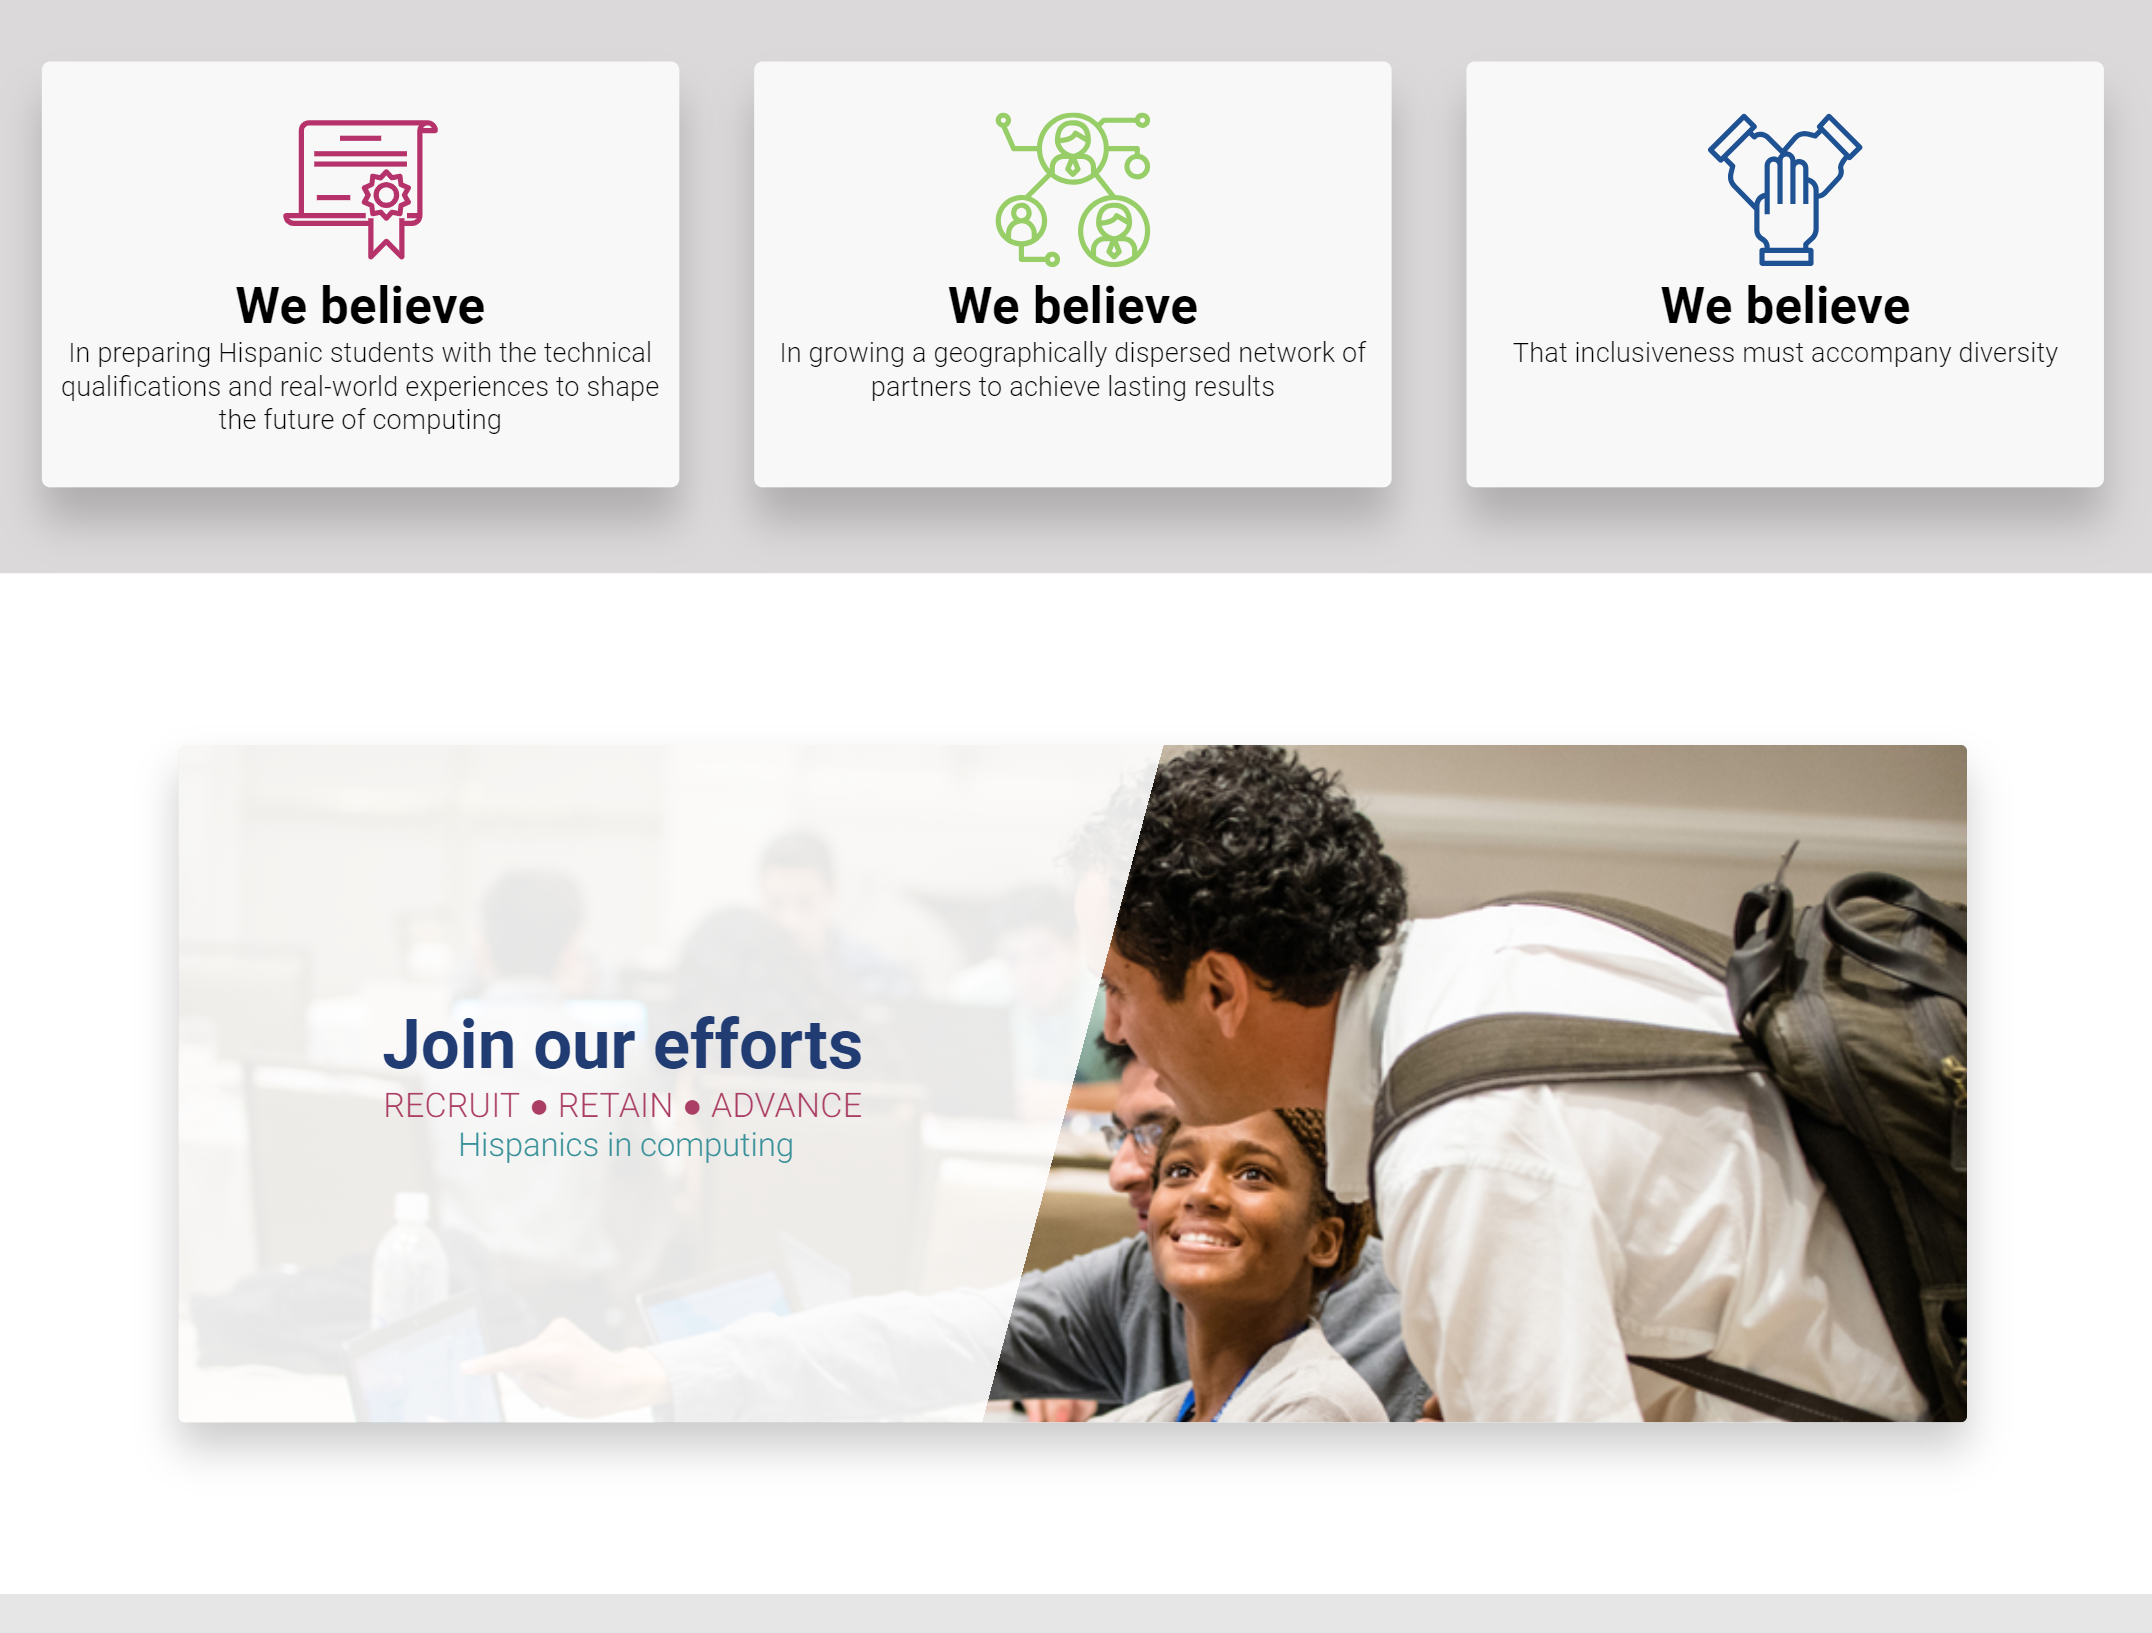 We believe
In preparing Hispanic students with the technical
qualifications and real-world experiences to shape
the future of computing
We believe
In growing a geographically dispersed network of
partners to achieve lasting results
We believe
That inclusiveness must accompany diversity
Join our efforts
RECRUIT ● RETAIN ● ADVANCE
Hispanics in computing